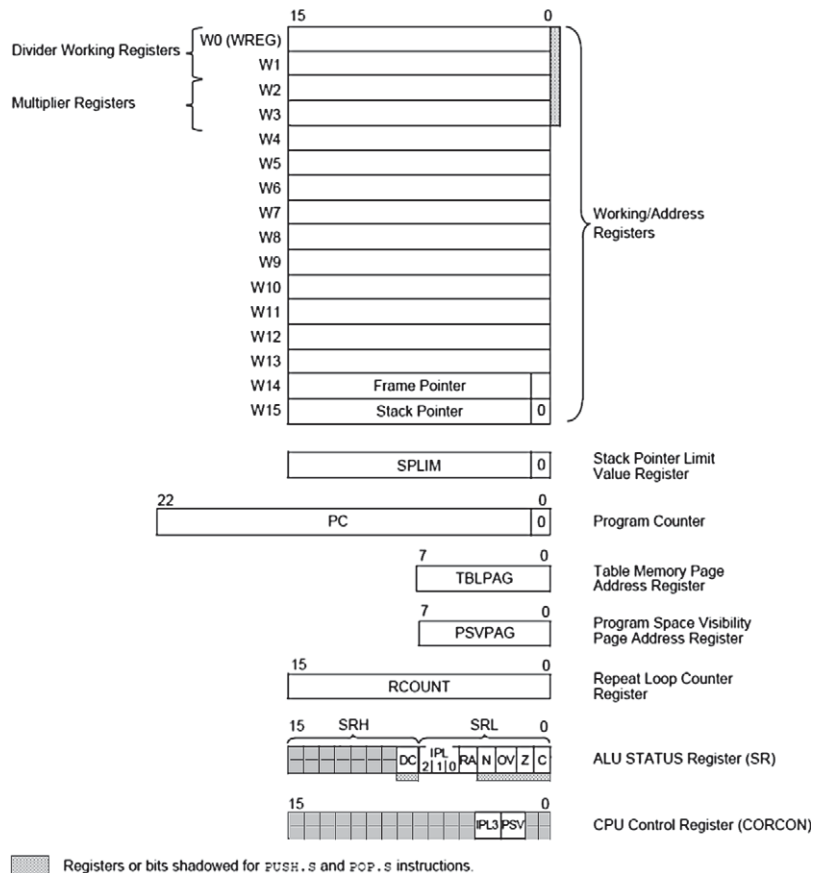 15 0
Divider Working Registers
W0 (WREG)
W1
Multiplier Registers
W2
W3
W4
W5
W6
W7
W8
W9
W10
W11
W12
W13
W14 Frame Pointer
W15 Stack Pointer 0
Working/Address
Registers
SPLIM 0
Stack Pointer Limit
Value Register
22 0
PC 0
Program Counter
7 0
TBLPAG
Table Memory Page
Address Register
7 0
PSVPAG
Program Space Visibility
Page Address Register
15 0
RCOUNT
Repeat Loop Counter
Register
15 SRH SRL 0
DC IPL 2 1 0 RA N OV Z C
ALU STATUS Register (SR)
15 0
IPL3 PSV
CPU Control Register (CORCON)
Registers or bits shadowed for PUSH.S and POP.S instructions.